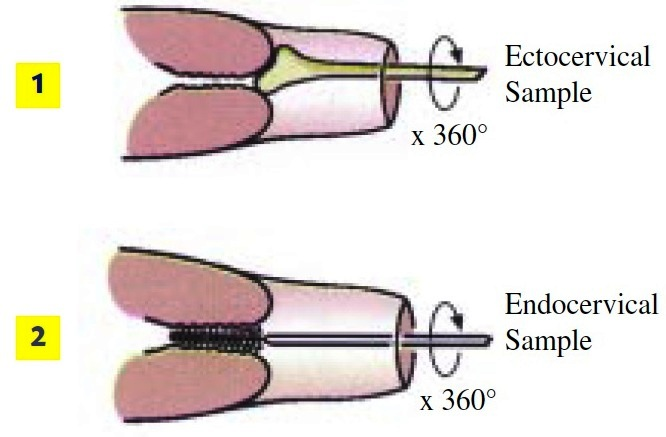 1
Ectocervical
Sample
x 360°
2
Endocervical
Sample
x 360°